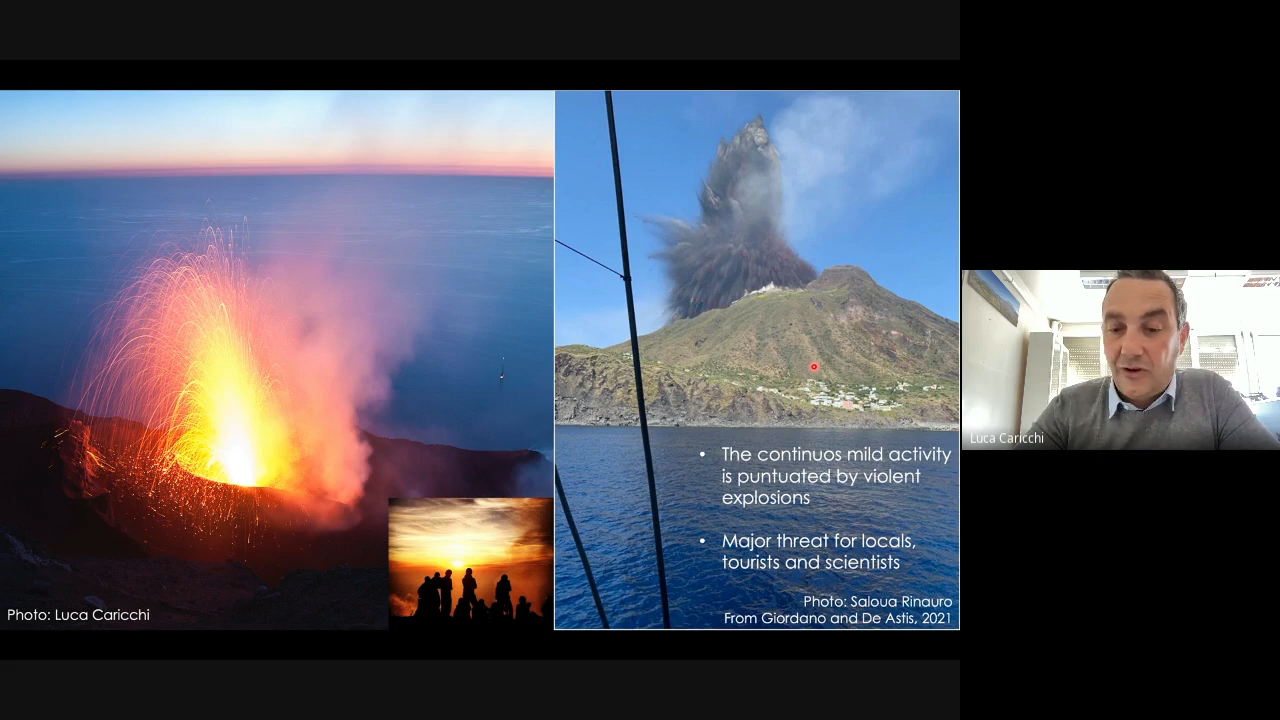 Photo: Luca Caricchi
• The continuos mild activity
is puntuated by violent
explosions
• Major threat for locals,
tourists and scientists
Photo: Saloua Rinauro
From Giordano and De Astis, 2021
Luca Caricchi